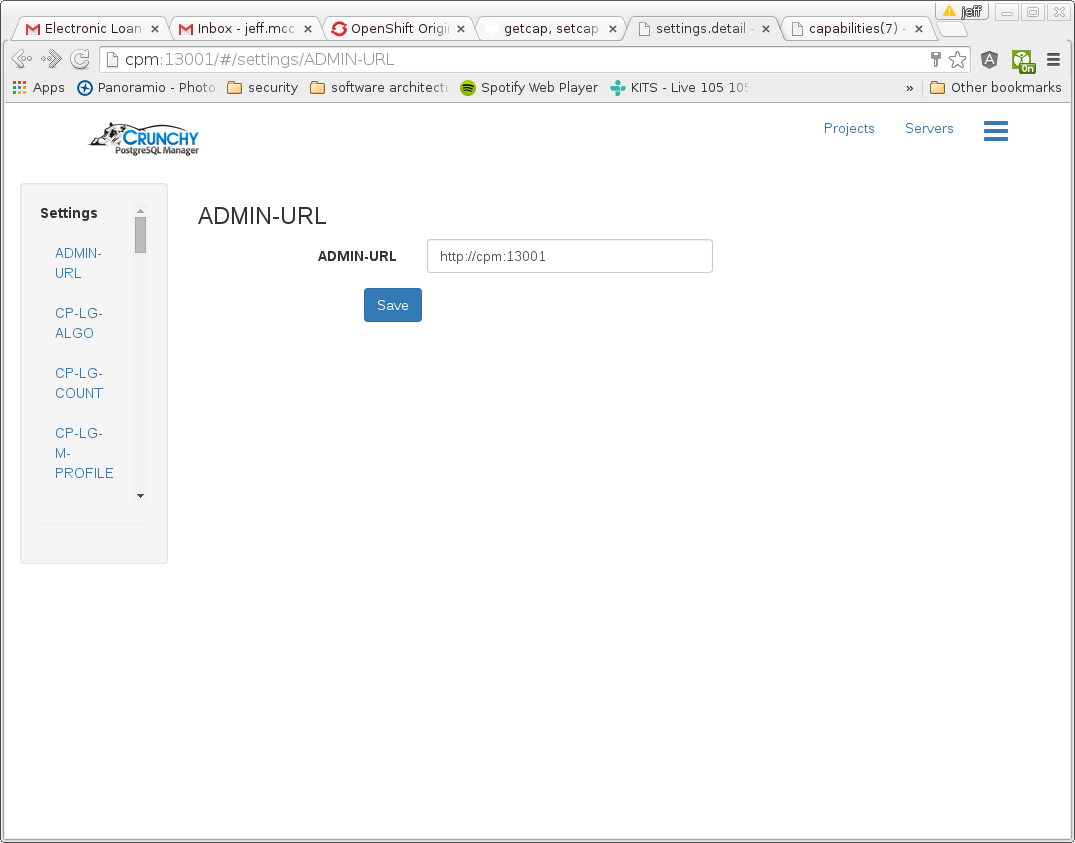 jeff
Electronic Loan
Inbox - jeff.mcc
OpenShift Origi
getcap, setcap
settings.detail -
capabilities(7) -
cpm:13001/#/settings/ADMIN-URL
On
Apps
Panoramio - Photo
security
software architectu
Spotify Web Player
KITS - Live 105 105
»
Other bookmarks
CRUNCHY
PostgreSQL Manager
Projects
Servers
Settings
ADMIN-
URL
CP-LG-
ALGO
CP-LG-
COUNT
CP-LG-
M-
PROFILE
ADMIN-URL
ADMIN-URL
http://cpm:13001
Save